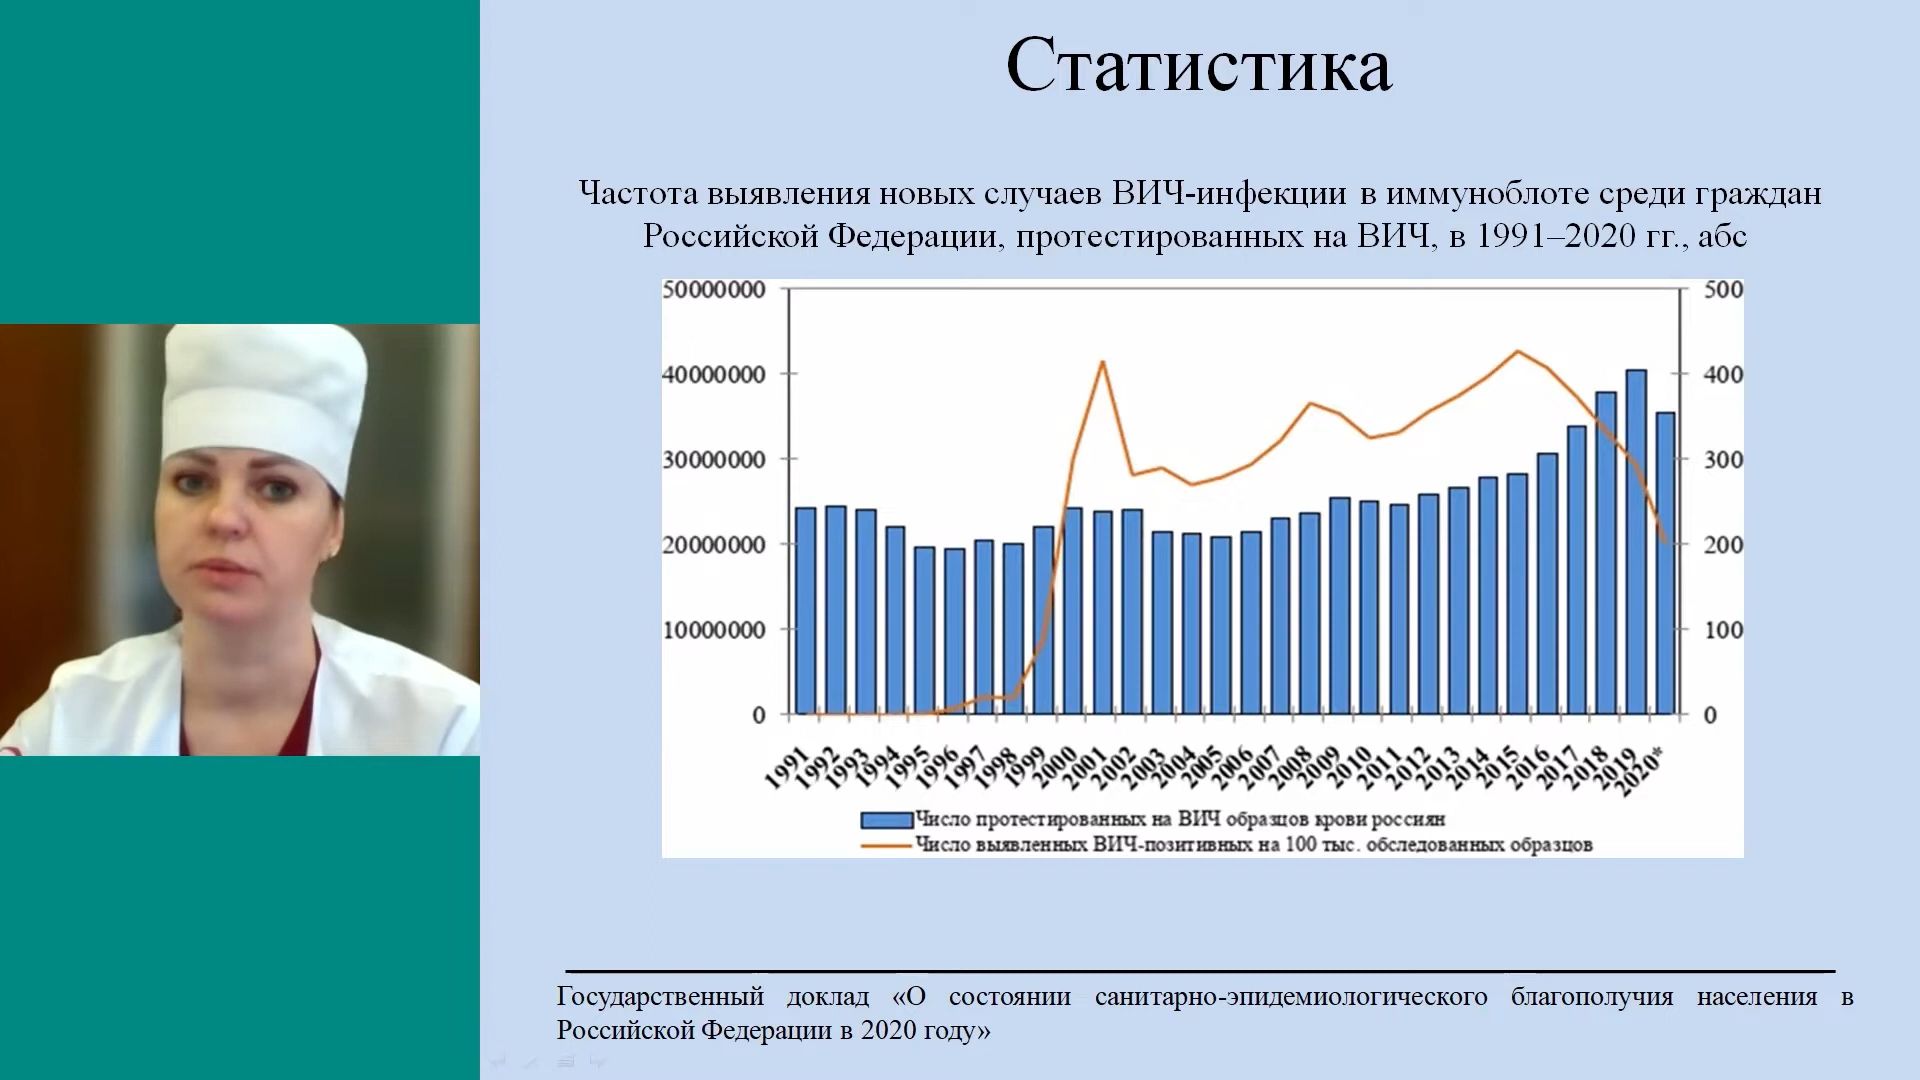 Статистика
Частота выявления новых случаев ВИЧ-инфекции в иммуноблоте среди граждан
Российской Федерации, протестированных на ВИЧ, в 1991–2020 гг., абс
50000000
40000000
30000000
20000000
10000000
0
500
400
300
200
100
0
1991 1992 1993 1994 1995 1996 1997 1998 1999 2000 2001 2002 2003 2004 2005 2006 2007 2008 2009 2010 2011 2012 2013 2014 2015 2016 2017 2018 2019 2020*
Число протестированных на ВИЧ образцов крови россиян
Число выявленных ВИЧ-позитивных на 100 тыс. обследованных образцов
Государственный доклад «О состоянии санитарно-эпидемиологического благополучия населения в
Российской Федерации в 2020 году»